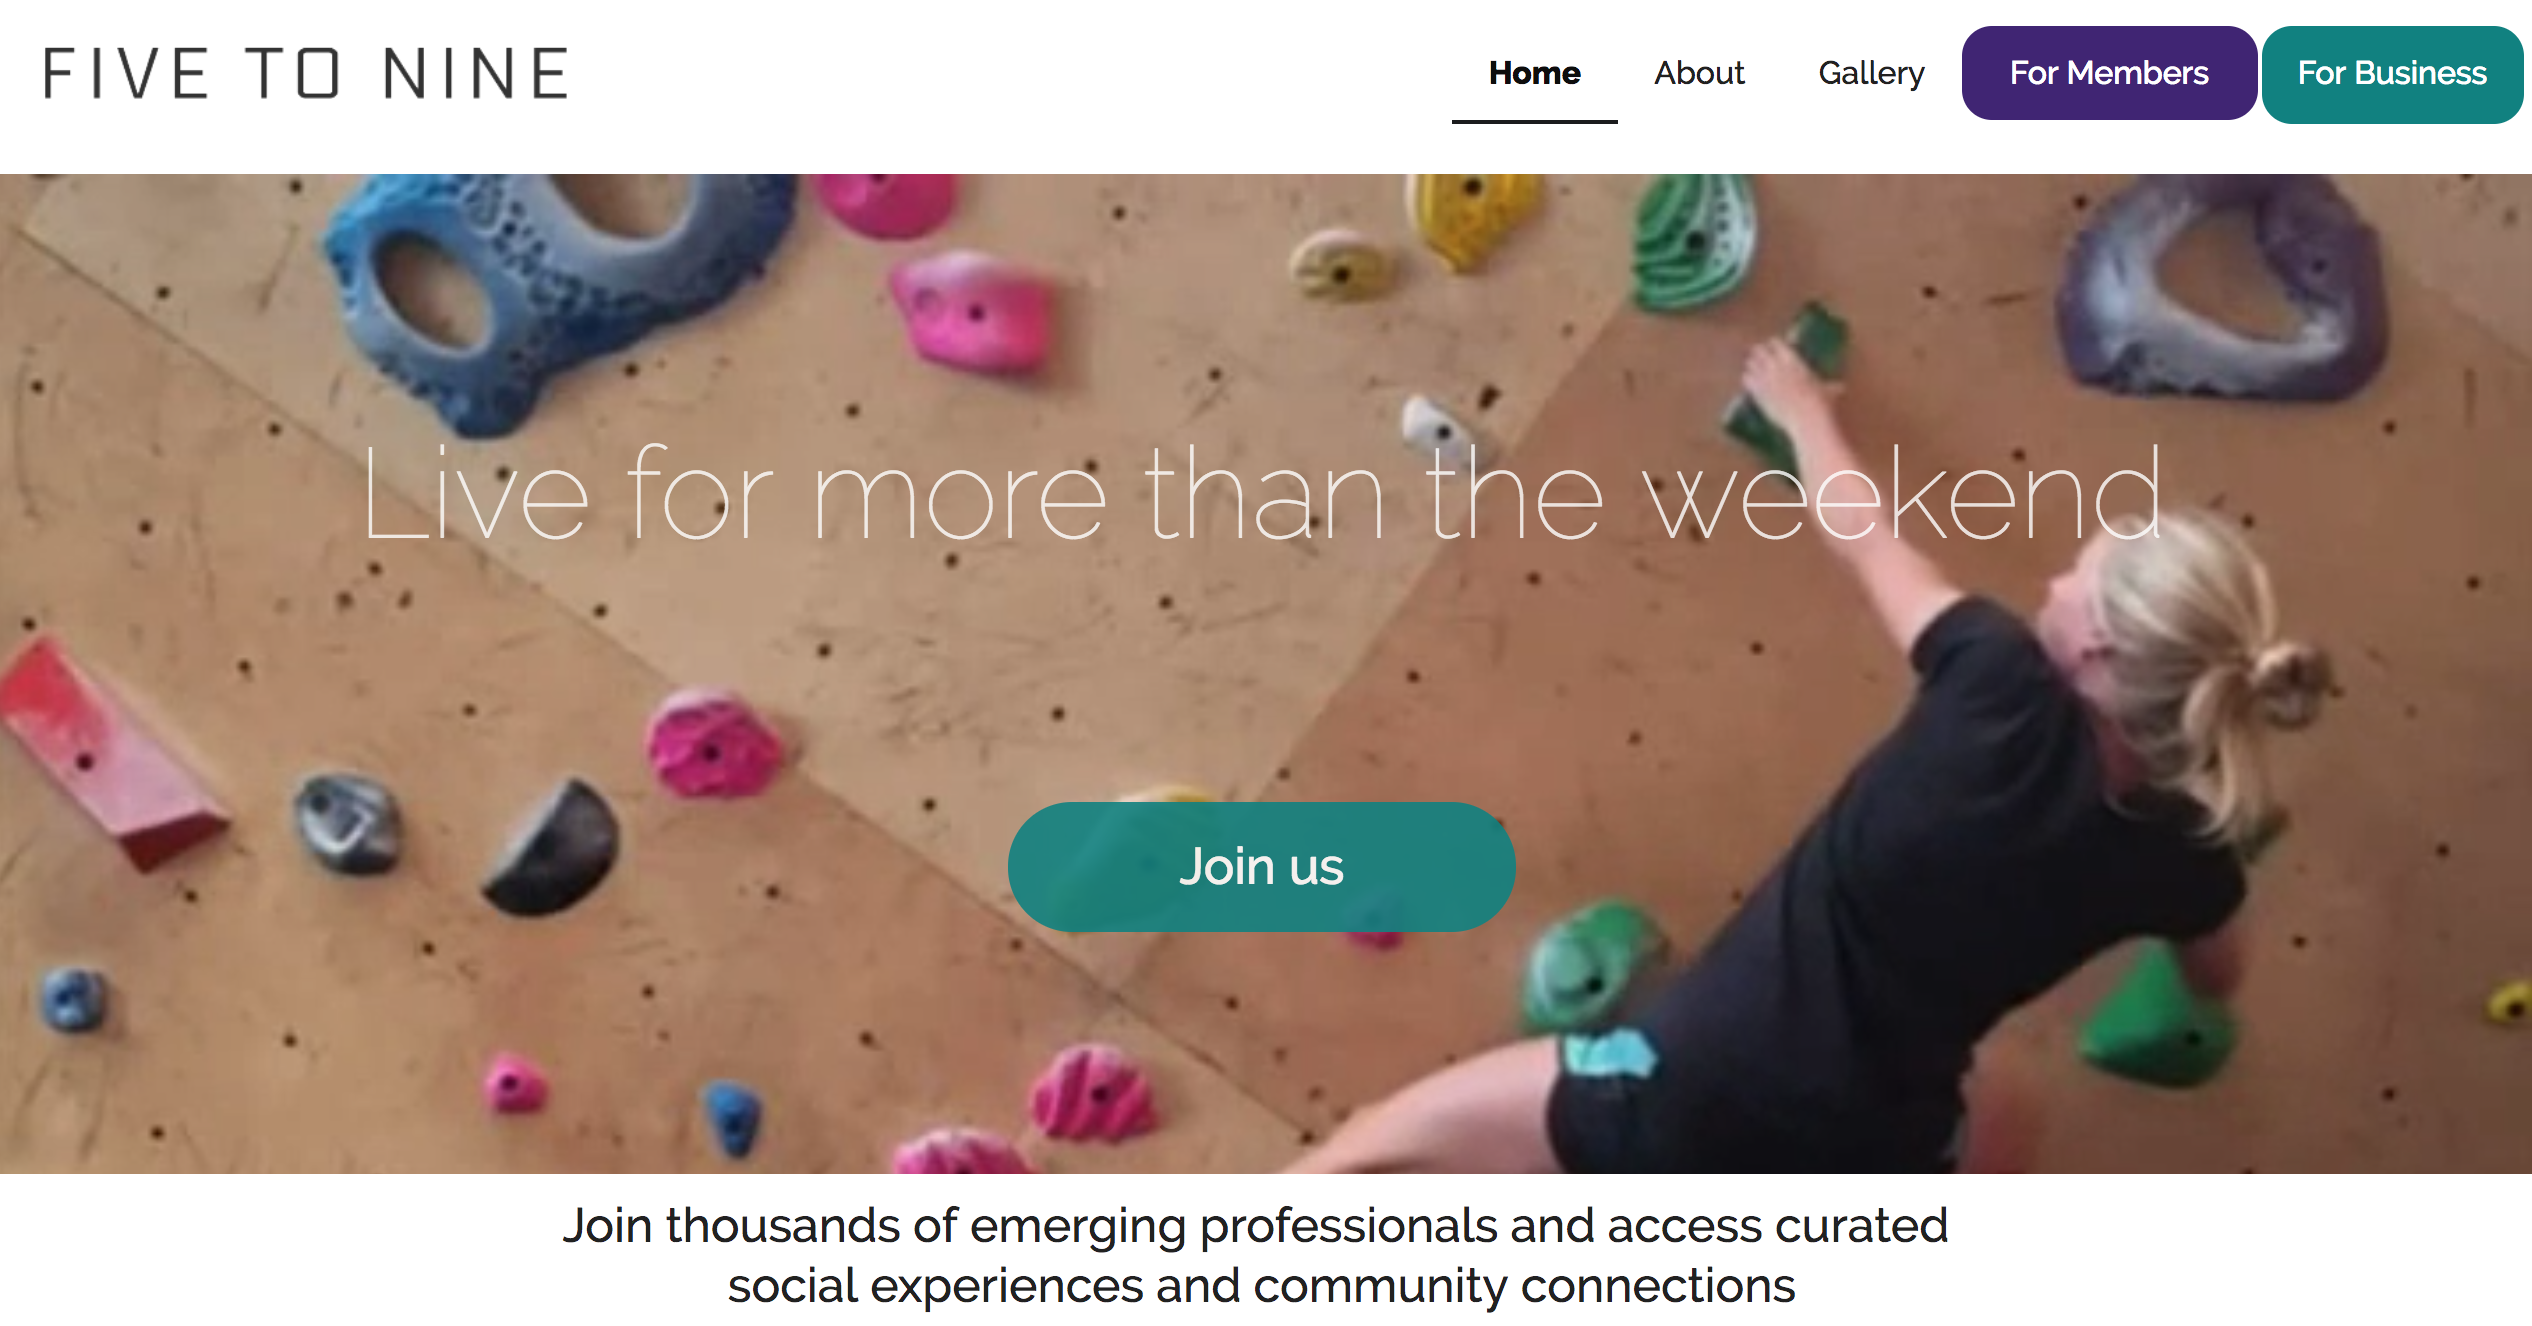 FIVE TO NINE
Home About Gallery For Members For Business
Live for more than the weekend
Join us
Join thousands of emerging professionals and access curated
social experiences and community connections